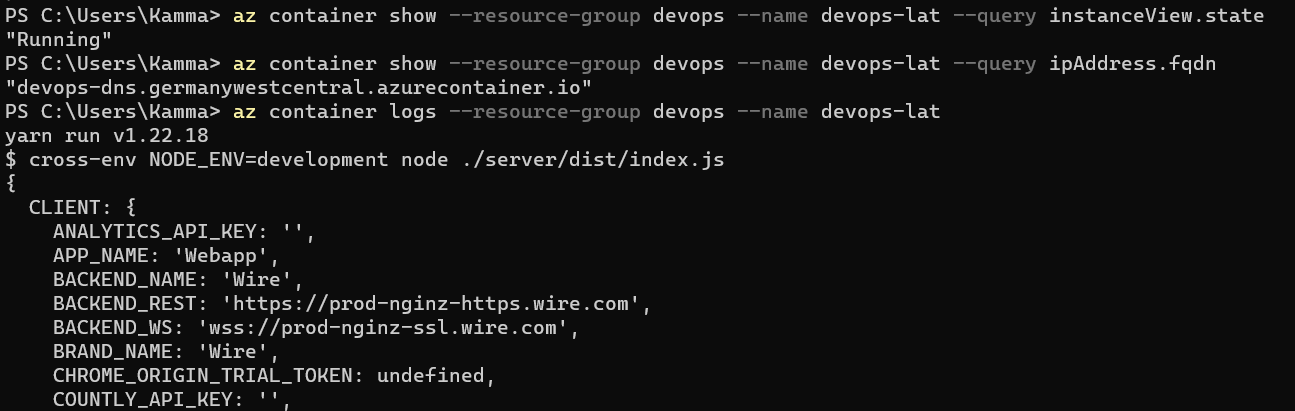 PS C:\Users\Kamma> az container show --resource-group devops --name devops-lat --query instanceView.state
"Running"
PS C:\Users\Kamma> az container show --resource-group devops --name devops-lat --query ipAddress.fqdn
"devops-dns.germanywestcentral.azurecontainer.io"
PS C:\Users\Kamma> az container logs --resource-group devops --name devops-lat
yarn run v1.22.18
$ cross-env NODE_ENV=development node ./server/dist/index.js
{
  CLIENT: {
    ANALYTICS_API_KEY: '',
    APP_NAME: 'Webapp',
    BACKEND_NAME: 'Wire',
    BACKEND_REST: 'https://prod-nginz-https.wire.com',
    BACKEND_WS: 'wss://prod-nginz-ssl.wire.com',
    BRAND_NAME: 'Wire',
    CHROME_ORIGIN_TRIAL_TOKEN: undefined,
    COUNTLY_API_KEY: '',